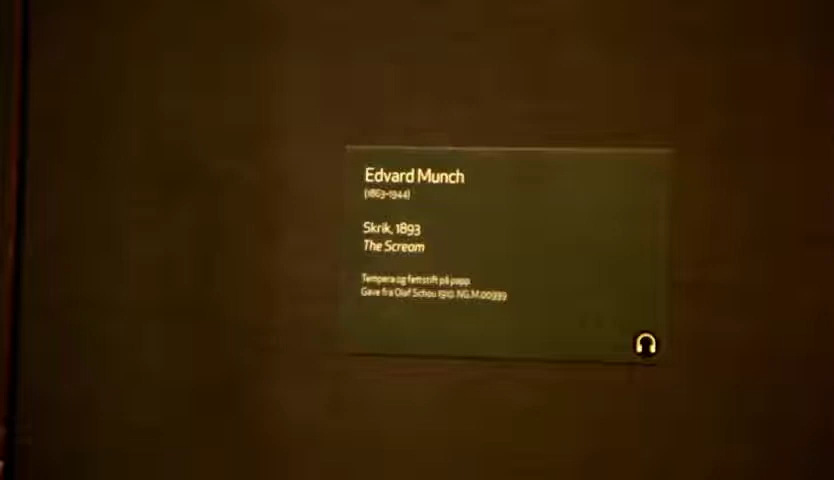 Edvard Munch
(1863-1944)
Skrik, 1893
The Scream
Tempera og fettstift på papp
Gave fra Olaf Schou 1910. NG.M.00939